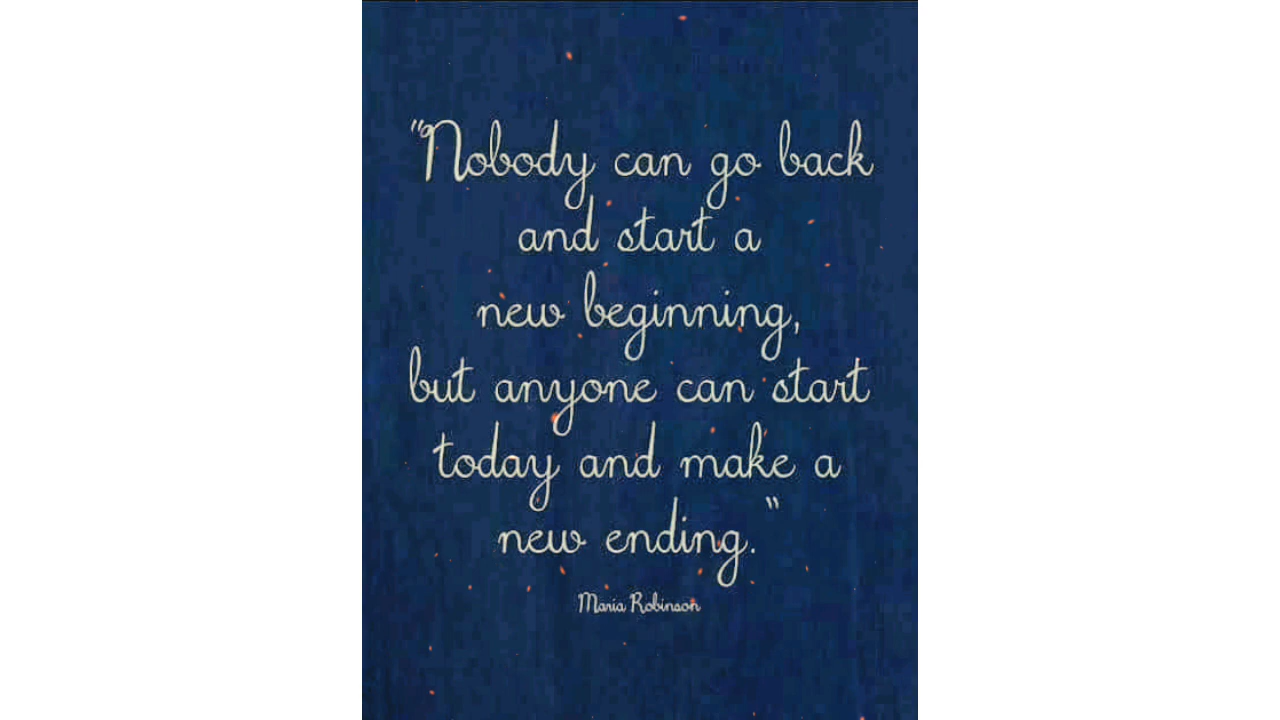 "Nobody can go back
and start a
new beginning,
but anyone can start
today and make a
new ending."
Maria Robinson